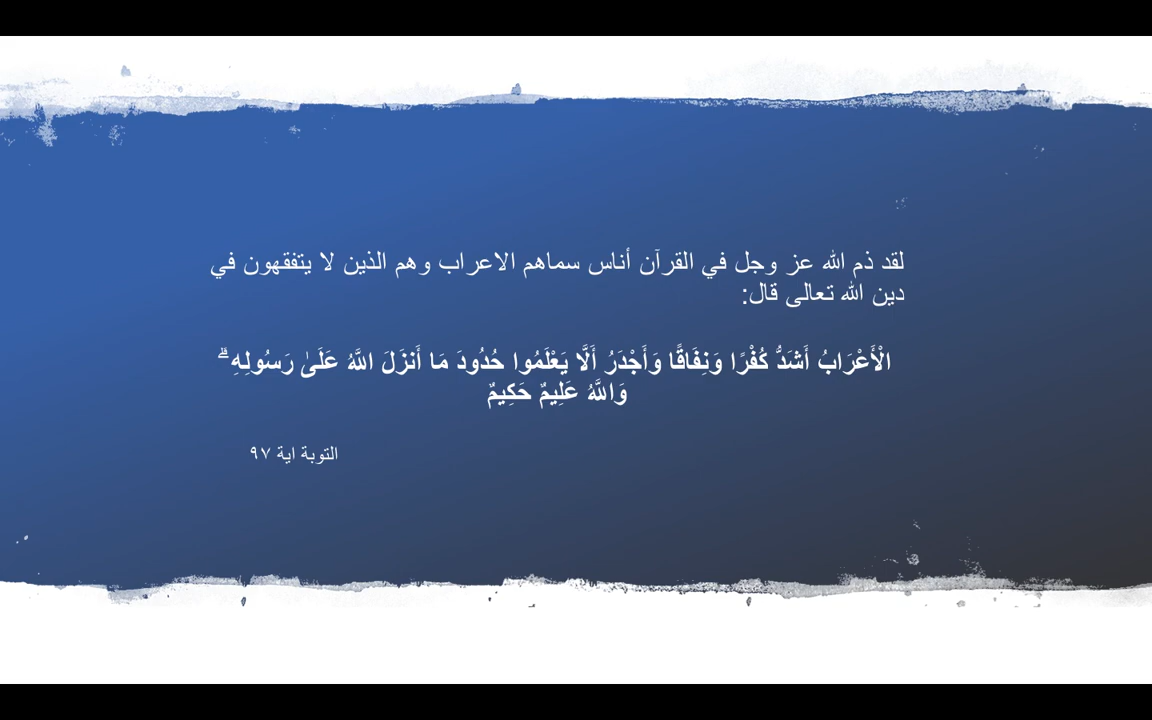 لقد ذم الله عز وجل في القرآن أناس سماهم الاعراب وهم الذين لا يتفقهون في
دين الله تعالى قال:
الْأَعْرَابُ أَشَدُّ كُفْرًا وَنِفَاقًا وَأَجْدَرُ أَلَّا يَعْلَمُوا حُدُودَ مَا أَنزَلَ اللَّهُ عَلَىٰ رَسُولِهِ ۗ
وَاللَّهُ عَلِيمٌ حَكِيمٌ
التوبة اية ٩٧